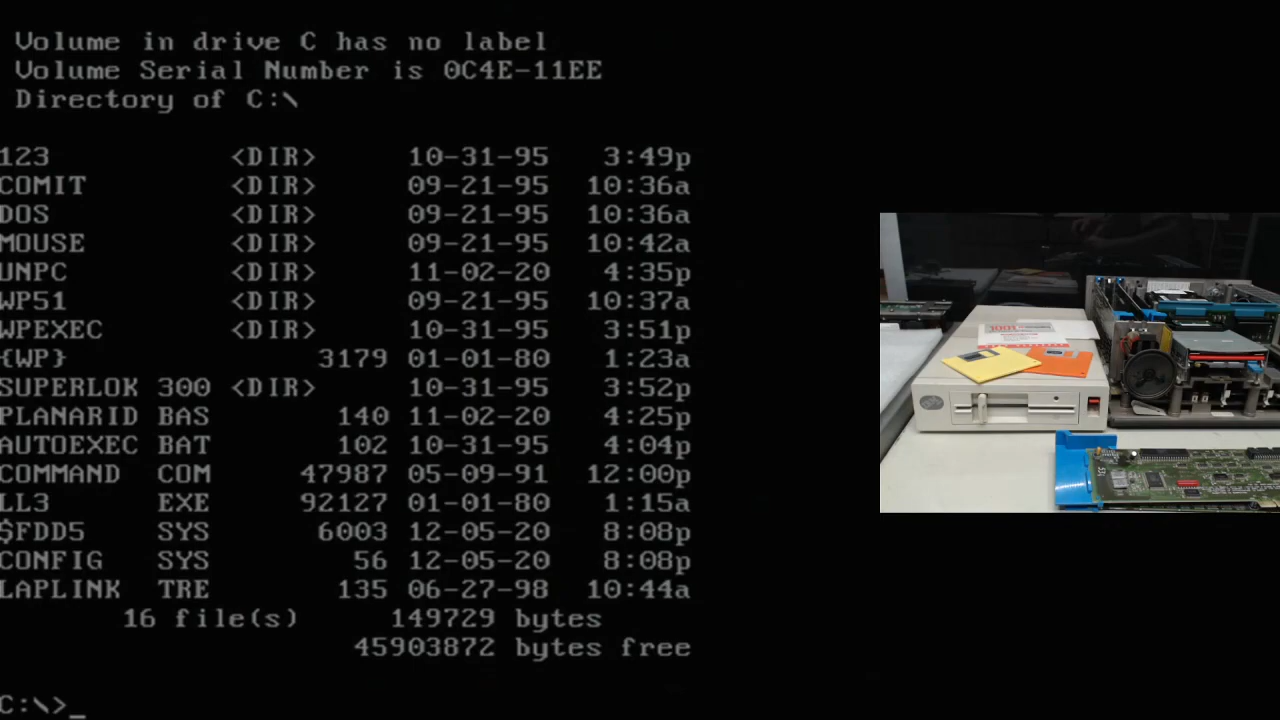 Volume in drive C has no label
Volume Serial Number is 0C4E-11EE
Directory of C:\
123 <DIR> 10-31-95 3:49p
COMIT <DIR> 09-21-95 10:36a
DOS <DIR> 09-21-95 10:36a
MOUSE <DIR> 09-21-95 10:42a
UNPC <DIR> 11-02-20 4:35p
WP51 <DIR> 09-21-95 10:37a
WPEXEC <DIR> 10-31-95 3:51p
{WP} 3179 01-01-80 1:23a
SUPERLOK 300 <DIR> 10-31-95 3:52p
PLANARID BAS 140 11-02-20 4:25p
AUTOEXEC BAT 102 10-31-95 4:04p
COMMAND COM 47987 05-09-91 12:00p
LL3 EXE 92127 01-01-80 1:15a
$FDD5 SYS 6003 12-05-20 8:08p
CONFIG SYS 56 12-05-20 8:08p
LAPLINK TRE 135 06-27-98 10:44a
16 file(s) 149729 bytes
45903872 bytes free
C:\>_